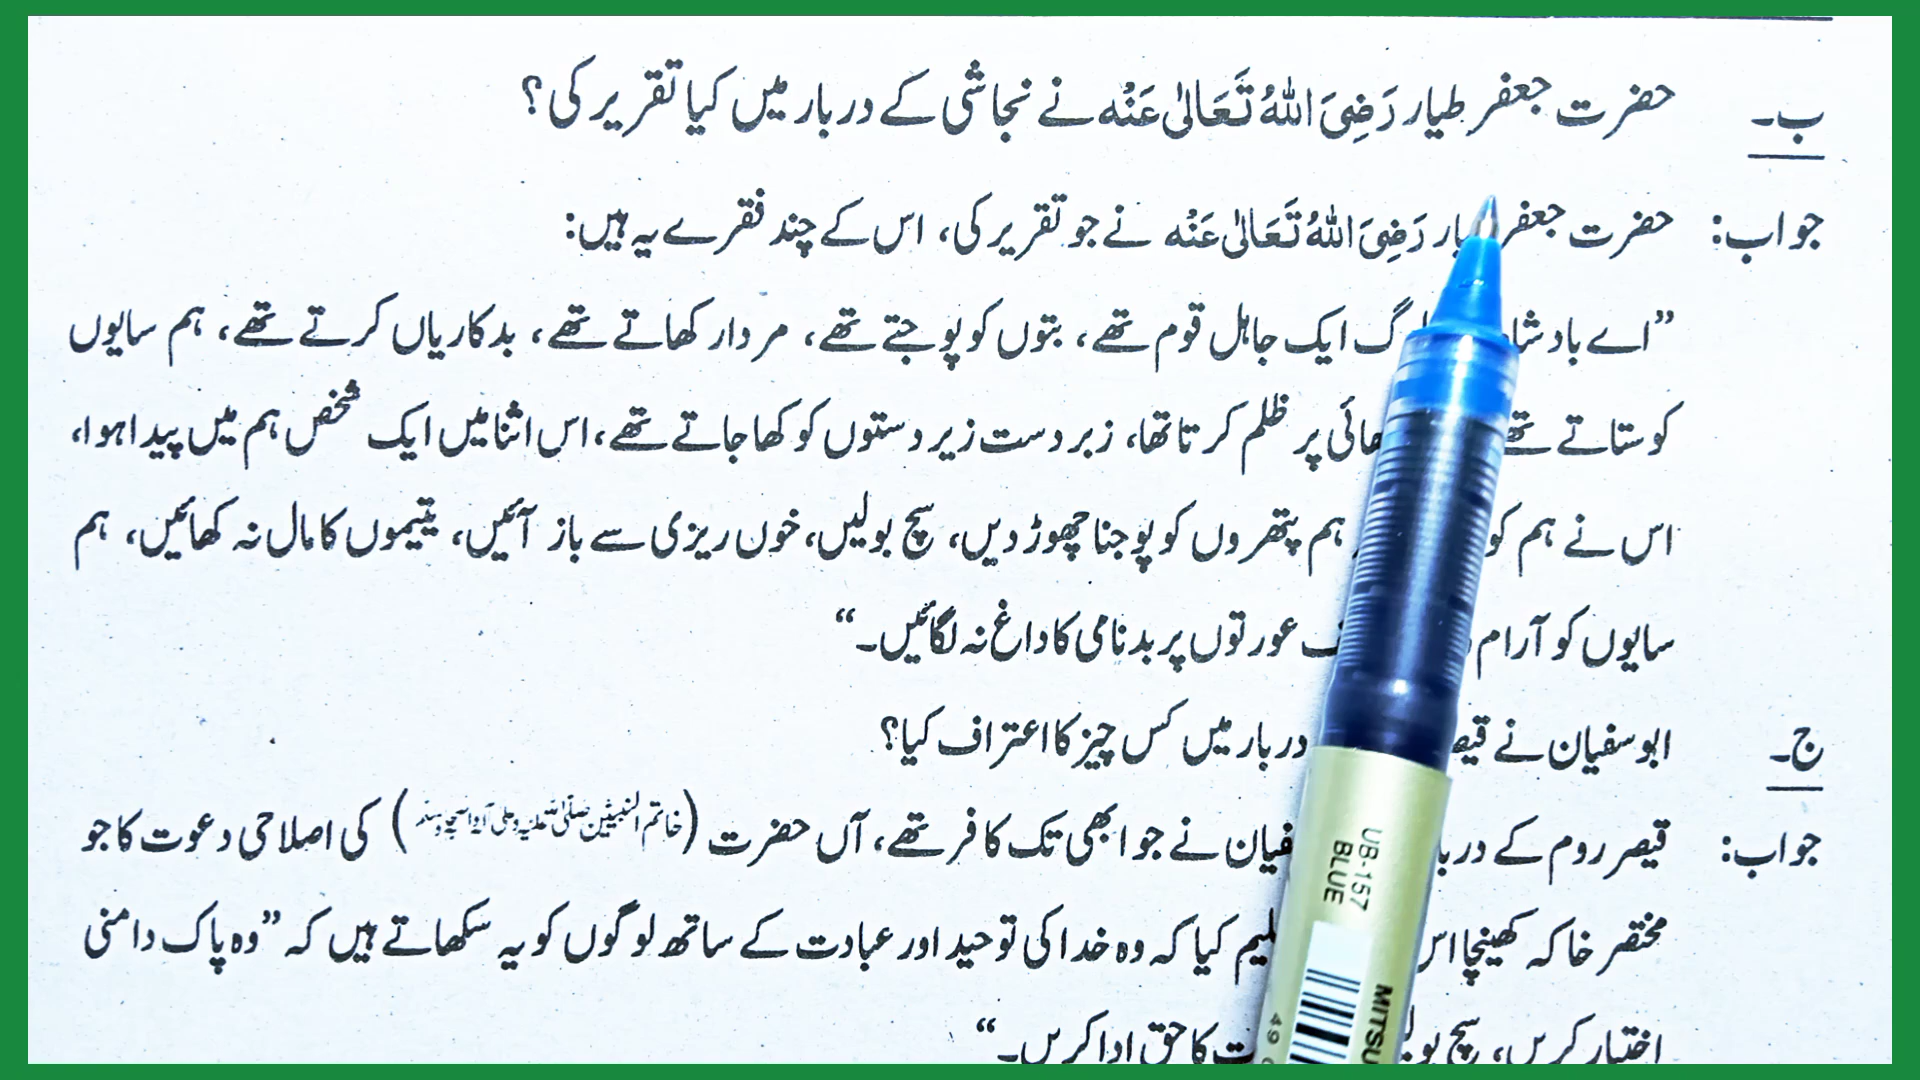 ب۔ حضرت جعفر طیار رَضِیَ اللہُ تَعَالٰی عَنْہ نے نجاشی کے دربار میں کیا تقریر کی؟
جواب: حضرت جعفر رَضِیَ اللہُ تَعَالٰی عَنْہ نے جو تقریر کی، اس کے چند فقرے یہ ہیں:
”اے ایک جاہل قوم تھے، بتوں کو پوجتے تھے، مردار کھاتے تھے، بدکاریاں کرتے تھے، ہم سایوں
کو ستاتے پر ظلم کرتا تھا، زبردست زیردستوں کو کھا جاتے تھے، اس اثنا میں ایک شخص ہم میں پیدا ہوا،
اس نے ہم کو ہم پتھروں کو پوجنا چھوڑ دیں، سچ بولیں، خوں ریزی سے باز آئیں، یتیموں کا مال نہ کھائیں، ہم
سایوں کو آرام عورتوں پر بدنامی کا داغ نہ لگائیں۔“
ج۔ ابوسفیان نے دربار میں کس چیز کا اعتراف کیا؟
جواب: قیصر روم کے نے جو ابھی تک کافر تھے، آں حضرت (خاتم النبیین صلی اللہ علیہ وعلی آلہ واصحابہ وسلم) کی اصلاحی دعوت کا جو
مختصر خاکہ کھینچا کیا کہ وہ خدا کی توحید اور عبادت کے ساتھ لوگوں کو یہ سکھاتے ہیں کہ ”وہ پاک دامنی
اختیار کریں، سچ کا حق ادا کریں۔“
UB-157
BLUE